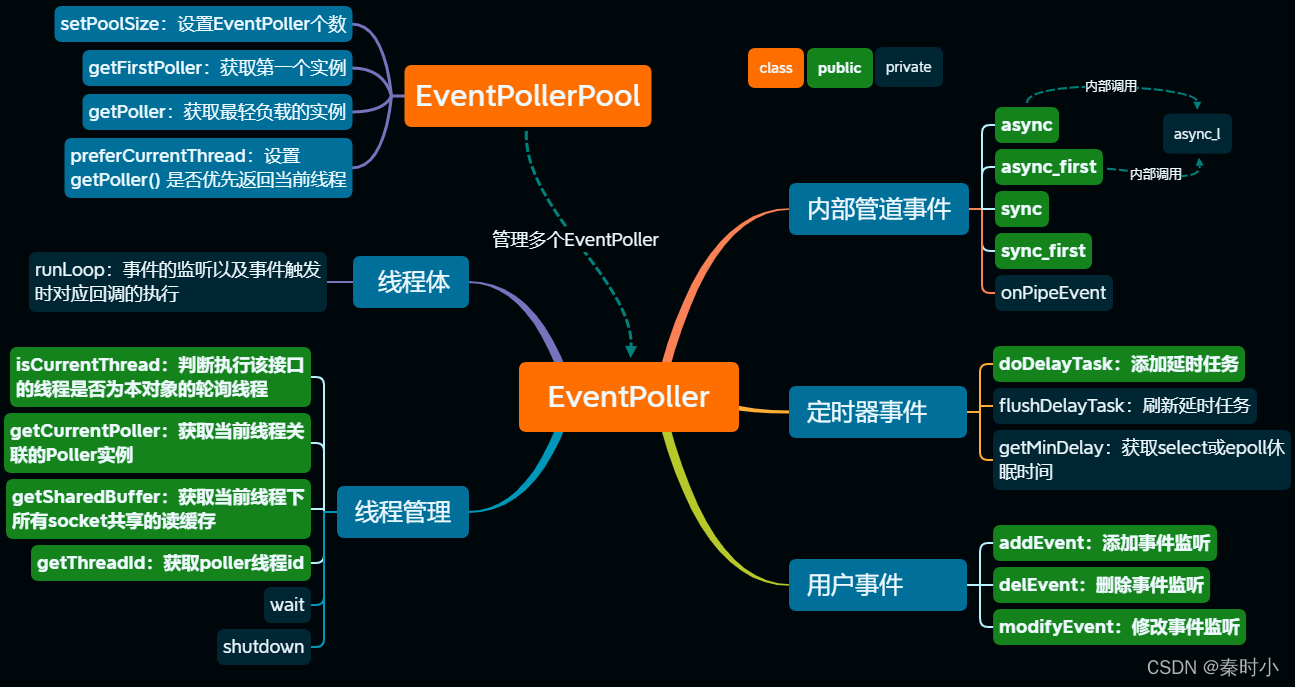 setPoolSize：设置EventPoller个数
getFirstPoller：获取第一个实例
getPoller：获取最轻负载的实例
preferCurrentThread：设置
getPoller() 是否优先返回当前线程
EventPollerPool
class
public
private
管理多个EventPoller
EventPoller
线程体
runLoop：事件的监听以及事件触发
时对应回调的执行
线程管理
isCurrentThread：判断执行该接口
的线程是否为本对象的轮询线程
getCurrentPoller：获取当前线程关
联的Poller实例
getSharedBuffer：获取当前线程下
所有socket共享的读缓存
getThreadId：获取poller线程id
wait
shutdown
内部管道事件
async
async_first
sync
sync_first
onPipeEvent
内部调用
async_l
内部调用
定时器事件
doDelayTask：添加延时任务
flushDelayTask：刷新延时任务
getMinDelay：获取select或epoll休
眠时间
用户事件
addEvent：添加事件监听
delEvent：删除事件监听
modifyEvent：修改事件监听
CSDN @秦时小